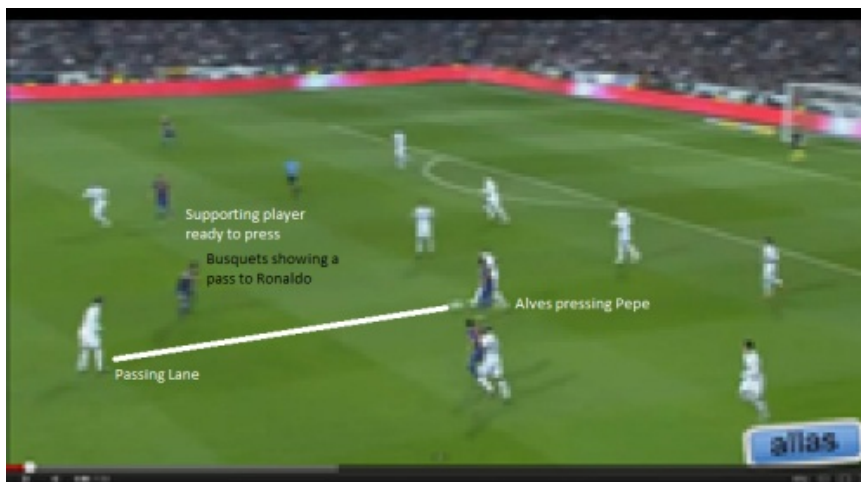 Supporting player
ready to press
Busquets showing a
pass to Ronaldo
Alves pressing Pepe
Passing Lane
allas